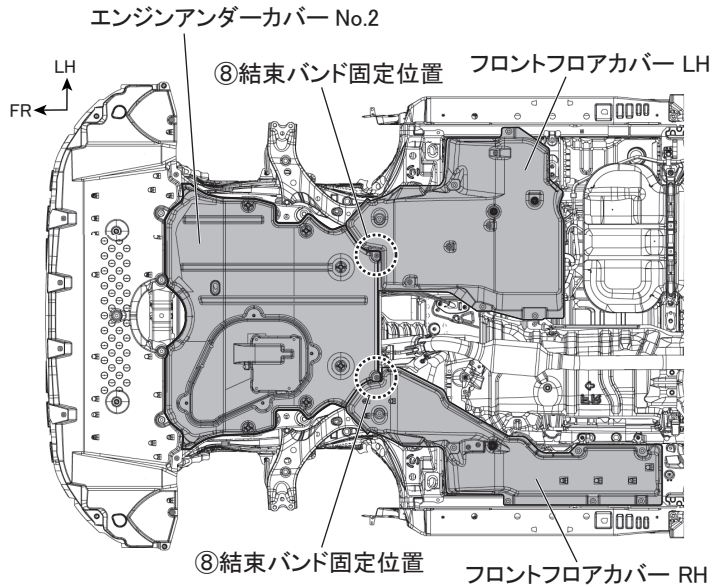 エンジンアンダーカバー No.2
⑧結束バンド固定位置
フロントフロアカバー LH
LH
FR
⑧結束バンド固定位置
フロントフロアカバー RH